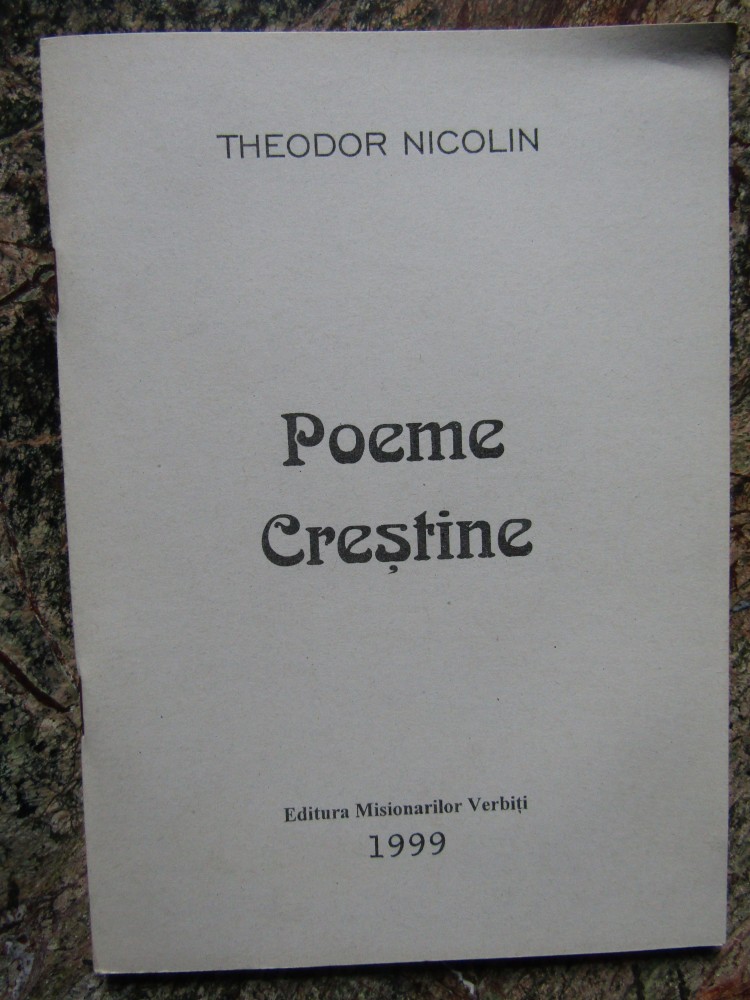 THEODOR NICOLIN
Poeme
Creștine
Editura Misionarilor Verbiți
1999